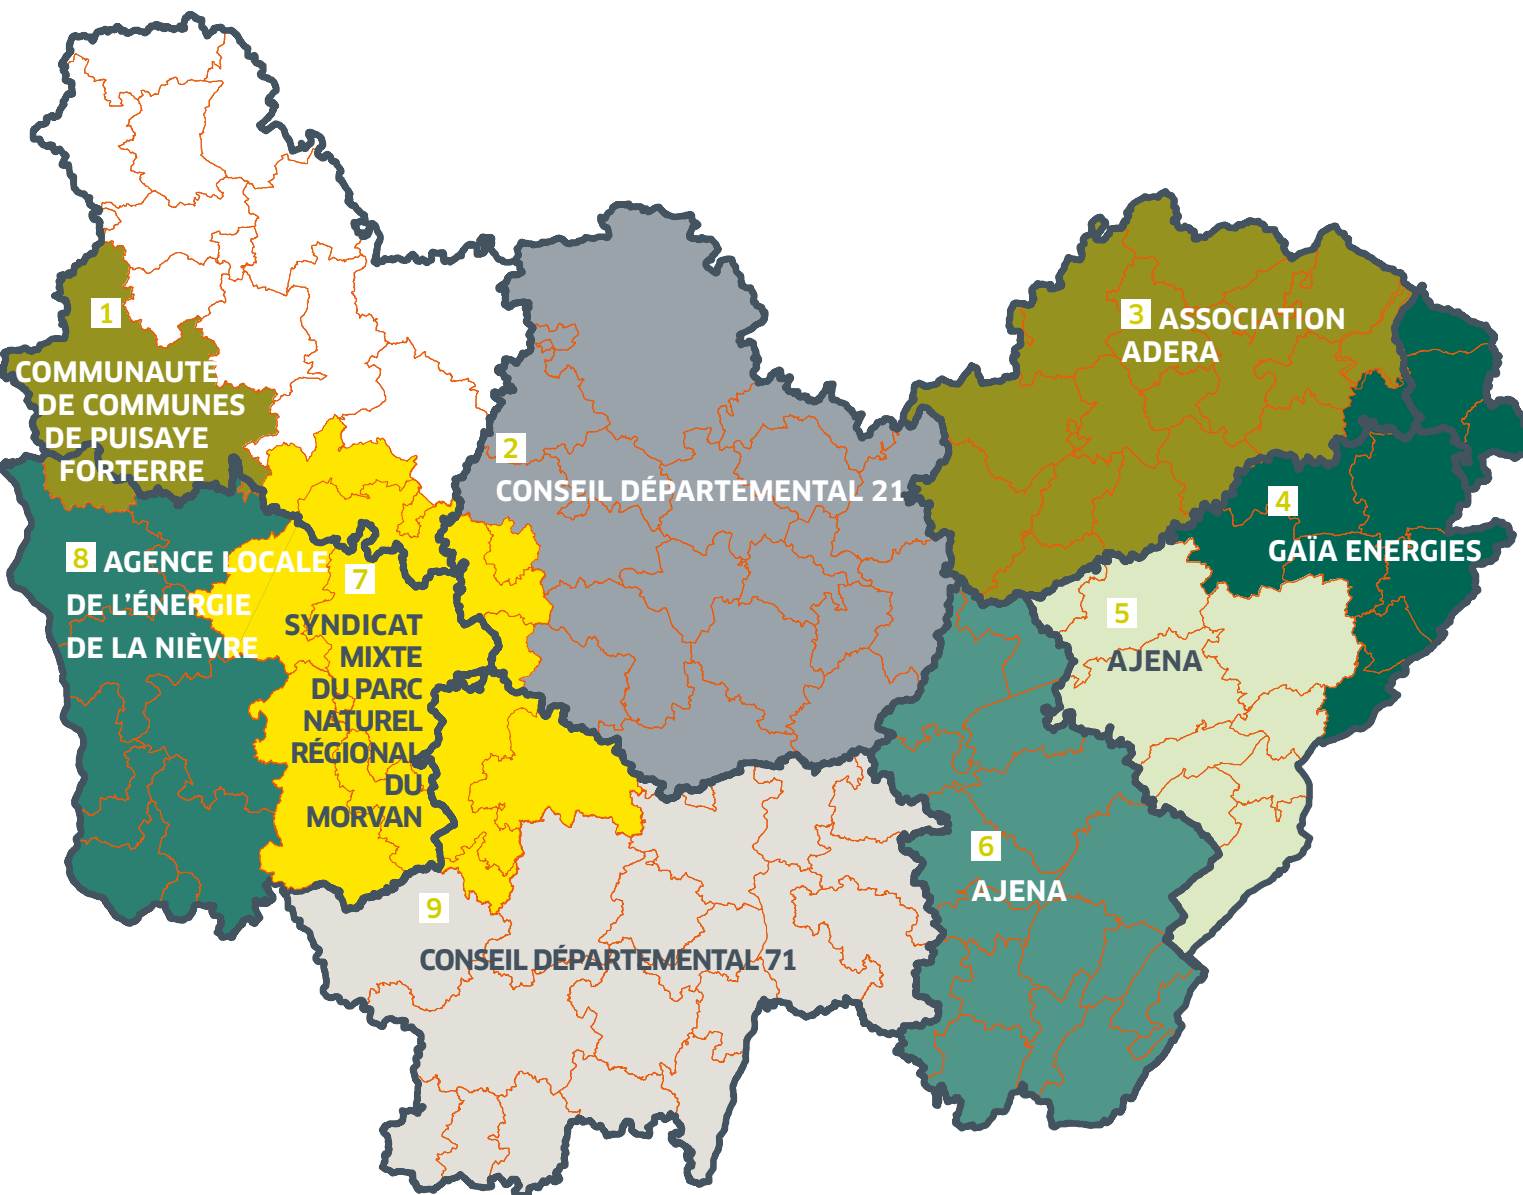 1
COMMUNAUTÉ
DE COMMUNES
DE PUISAYE
FORTERRE
2
CONSEIL DÉPARTEMENTAL 21
3 ASSOCIATION
ADERA
4
GAÏA ENERGIES
5
AJENA
6
AJENA
7
SYNDICAT
MIXTE
DU PARC
NATUREL
RÉGIONAL
DU
MORVAN
8 AGENCE LOCALE
DE L'ÉNERGIE
DE LA NIÈVRE
9
CONSEIL DÉPARTEMENTAL 71